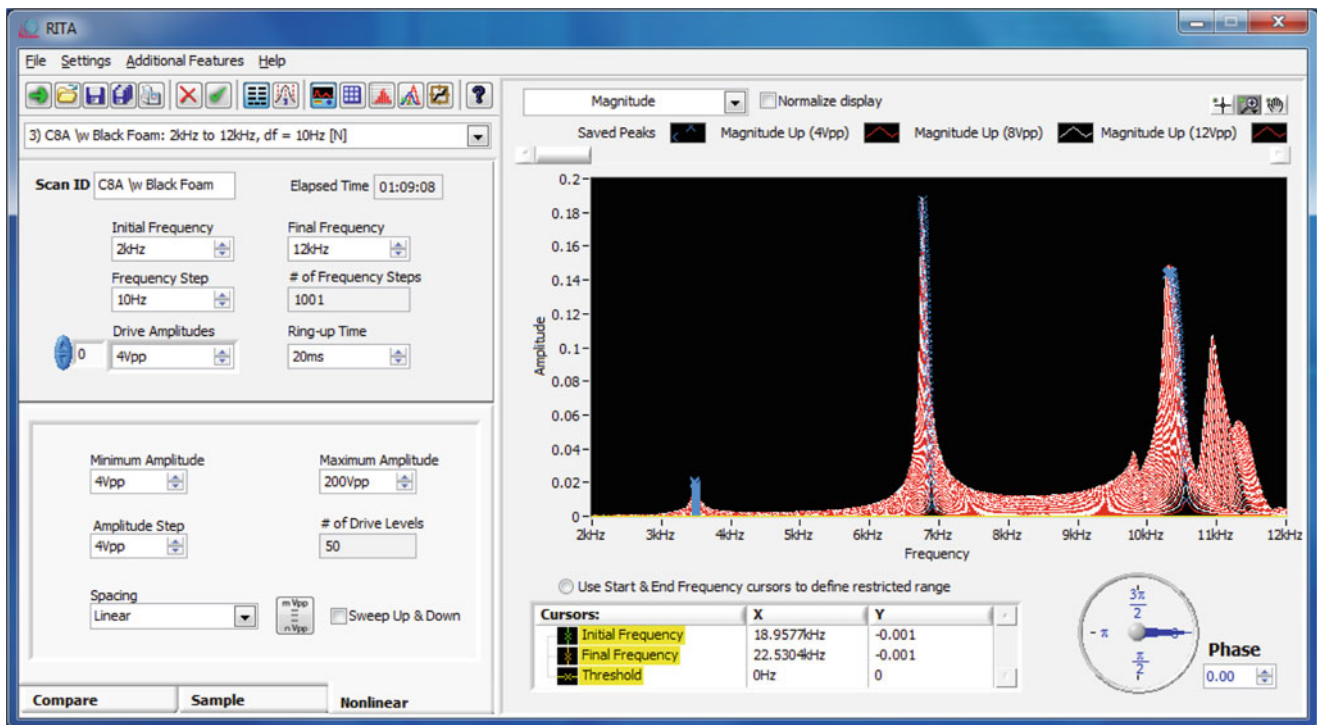 RITA
File Settings Additional Features Help
3) C8A \w Black Foam: 2kHz to 12kHz, df = 10Hz [N]
Scan ID C8A \w Black Foam Elapsed Time 01:09:08
Initial Frequency Final Frequency
2kHz 12kHz
Frequency Step # of Frequency Steps
10Hz 1001
Drive Amplitudes Ring-up Time
0 4Vpp 20ms
Minimum Amplitude Maximum Amplitude
4Vpp 200Vpp
Amplitude Step # of Drive Levels
4Vpp 50
Spacing
Linear
m Vpp
n Vpp
Sweep Up & Down
Compare Sample Nonlinear
Magnitude Normalize display
Saved Peaks Magnitude Up (4Vpp) Magnitude Up (8Vpp) Magnitude Up (12Vpp)
Amplitude
0.2
0.18
0.16
0.14
0.12
0.1
0.08
0.06
0.04
0.02
0
2kHz 3kHz 4kHz 5kHz 6kHz 7kHz 8kHz 9kHz 10kHz 11kHz 12kHz
Frequency
Use Start & End Frequency cursors to define restricted range
Cursors: X Y
Initial Frequency 18.9577kHz -0.001
Final Frequency 22.5304kHz -0.001
Threshold 0Hz 0
3π
2
- π 0
π
2
Phase
0.00